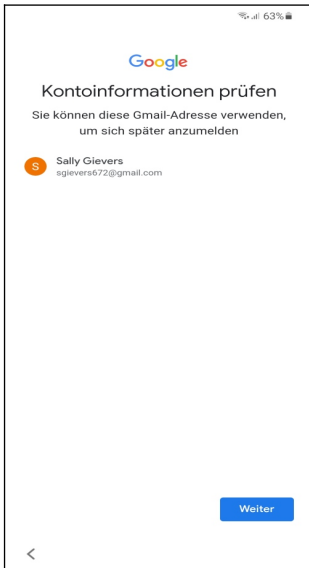 63%
Google
Kontoinformationen prüfen
Sie können diese Gmail-Adresse verwenden,
um sich später anzumelden
S
Sally Gievers
sgievers672@gmail.com
Weiter